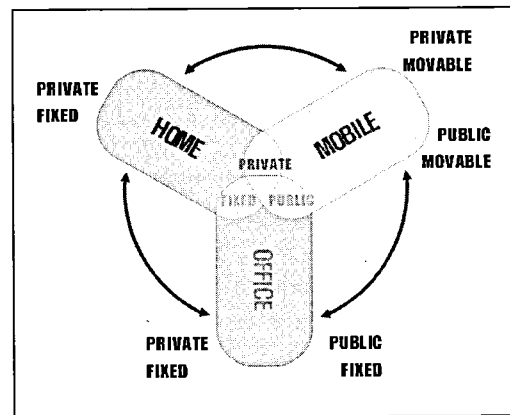 PRIVATE
MOVABLE
PRIVATE
FIXED
HOME
MOBILE
PUBLIC
MOVABLE
PRIVATE
FIXED PUBLIC
OFFICE
PRIVATE
FIXED
PUBLIC
FIXED